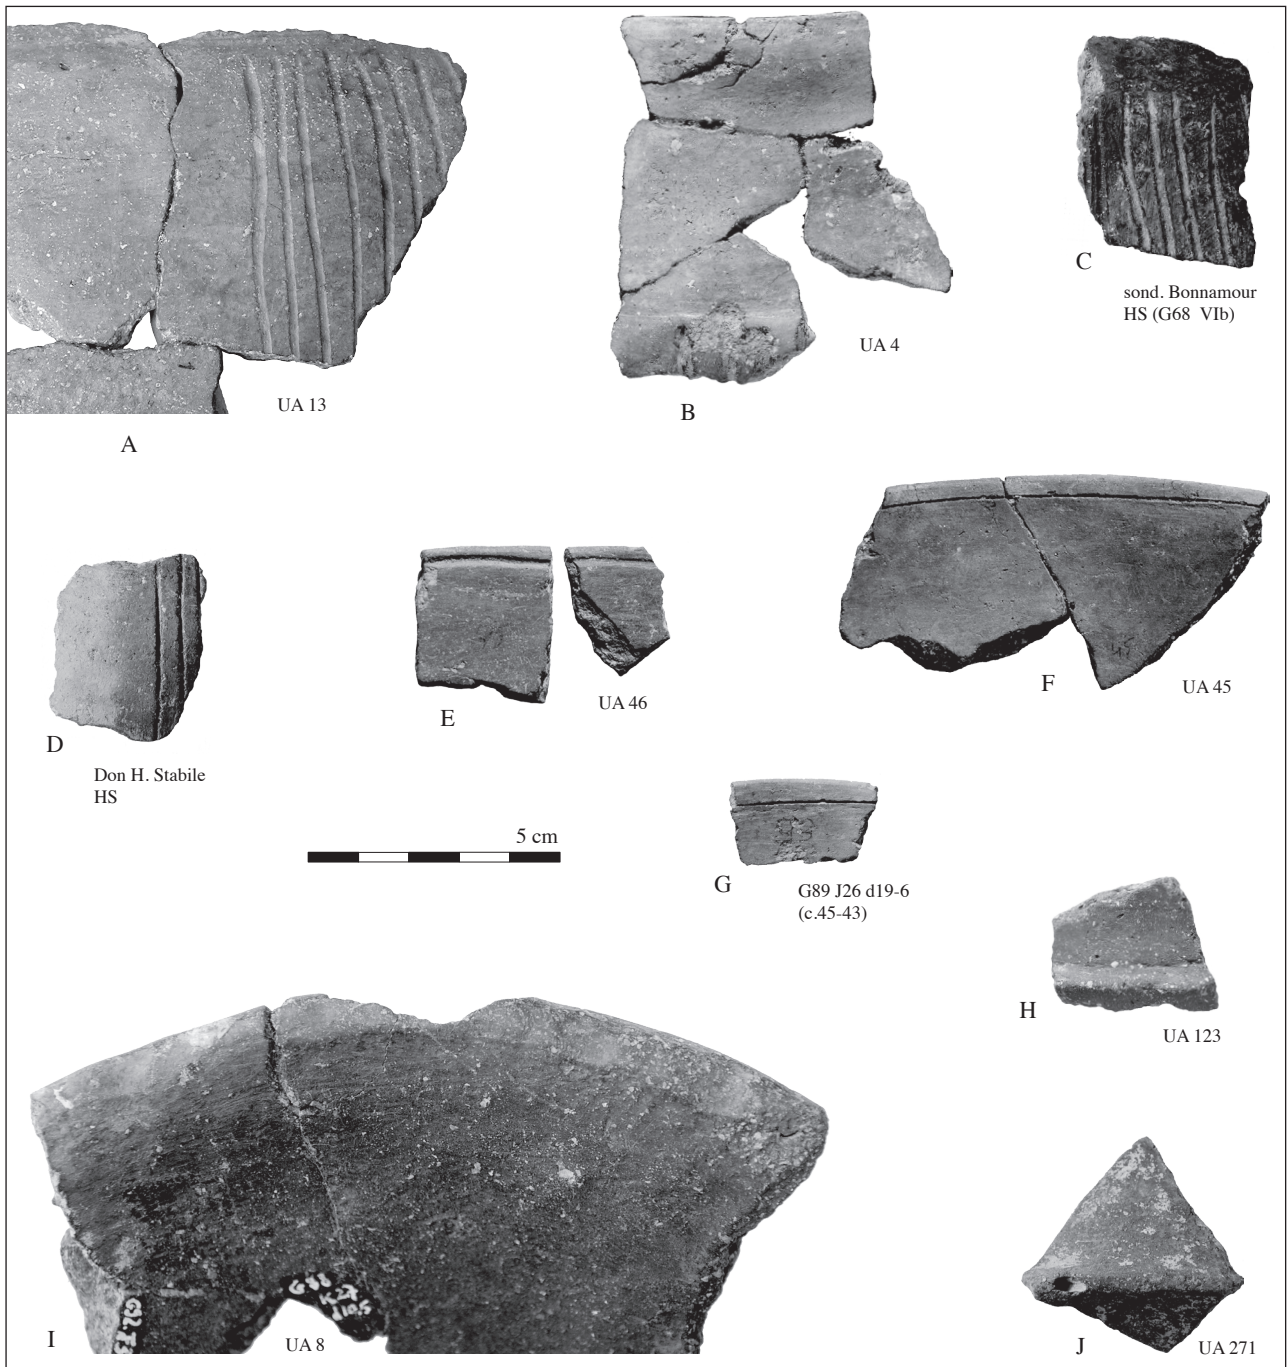 UA 13
A
UA 4
B
C
sond. Bonnamour
HS (G68 VIb)
D
Don H. Stabile
HS
E
UA 46
F
45
UA 45
5 cm
G
G89 J26 d19-6
(c.45-43)
H
UA 123
I
UA 8
J
UA 271